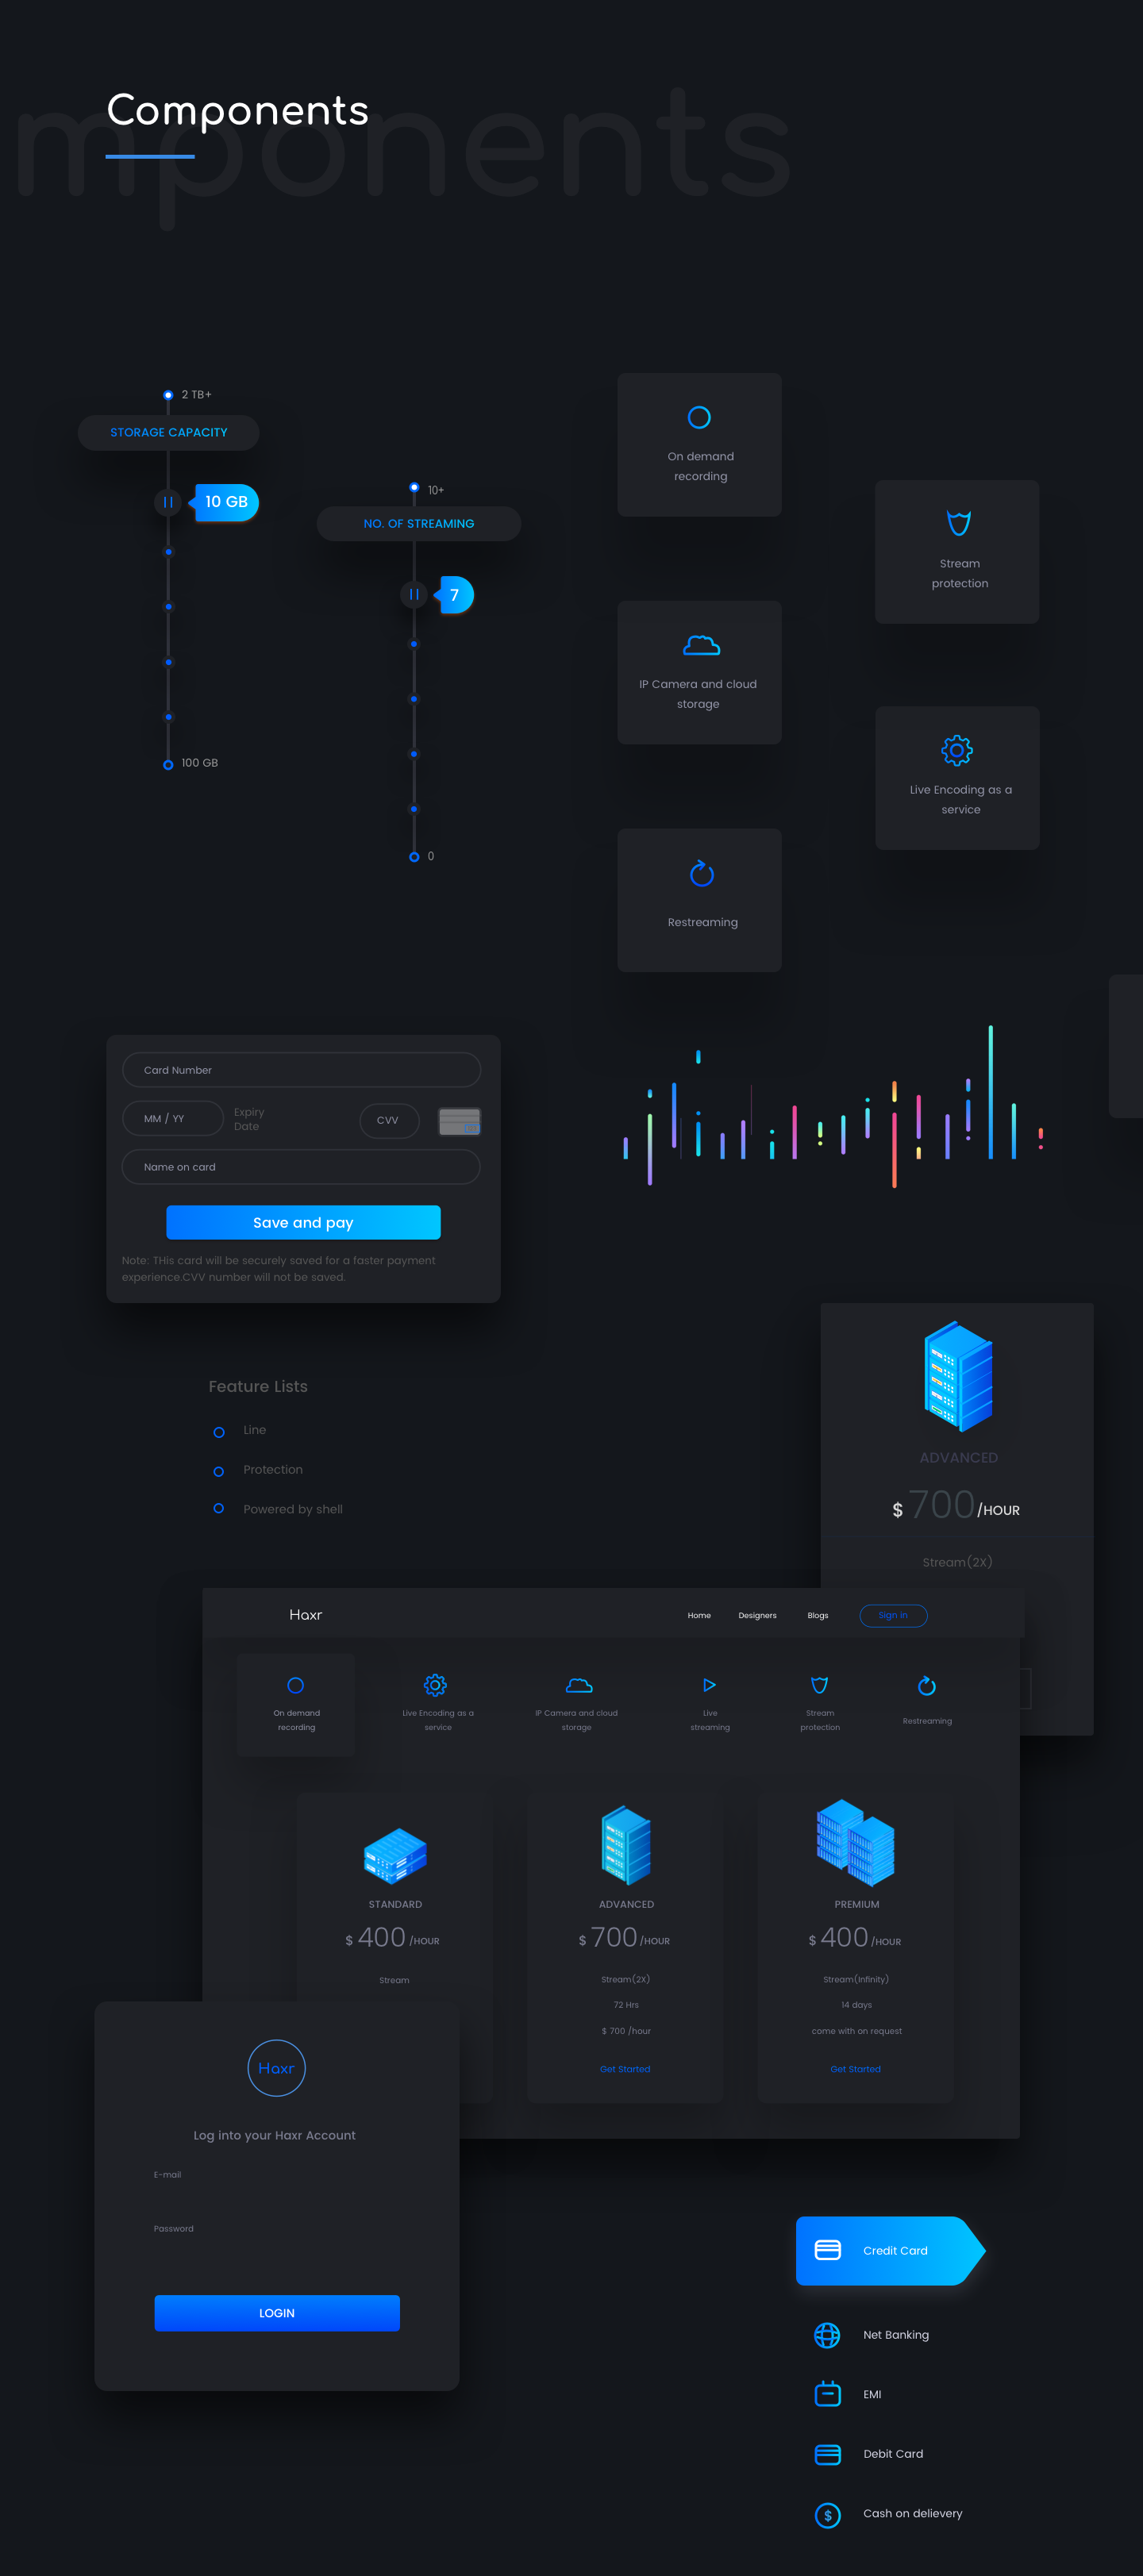 mponents
Components
2 TB+
STORAGE CAPACITY
10 GB
100 GB
10+
NO. OF STREAMING
7
0
On demand
recording
Stream
protection
IP Camera and cloud
storage
Live Encoding as a
service
Restreaming
Card Number
MM / YY
Expiry
Date
CVV
Name on card
Save and pay
Note: THis card will be securely saved for a faster payment
experience.CVV number will not be saved.
Feature Lists
Line
Protection
Powered by shell
ADVANCED
$ 700/HOUR
Stream(2X)
Haxr
Home
Designers
Blogs
Sign in
On demand
recording
Live Encoding as a
service
IP Camera and cloud
storage
Live
streaming
Stream
protection
Restreaming
STANDARD
$ 400 /HOUR
Stream
ADVANCED
$ 700 /HOUR
Stream(2X)
72 Hrs
$ 700 /hour
Get Started
PREMIUM
$ 400 /HOUR
Stream(Infinity)
14 days
come with on request
Get Started
Haxr
Log into your Haxr Account
E-mail
Password
LOGIN
Credit Card
Net Banking
EMI
Debit Card
$
Cash on delievery